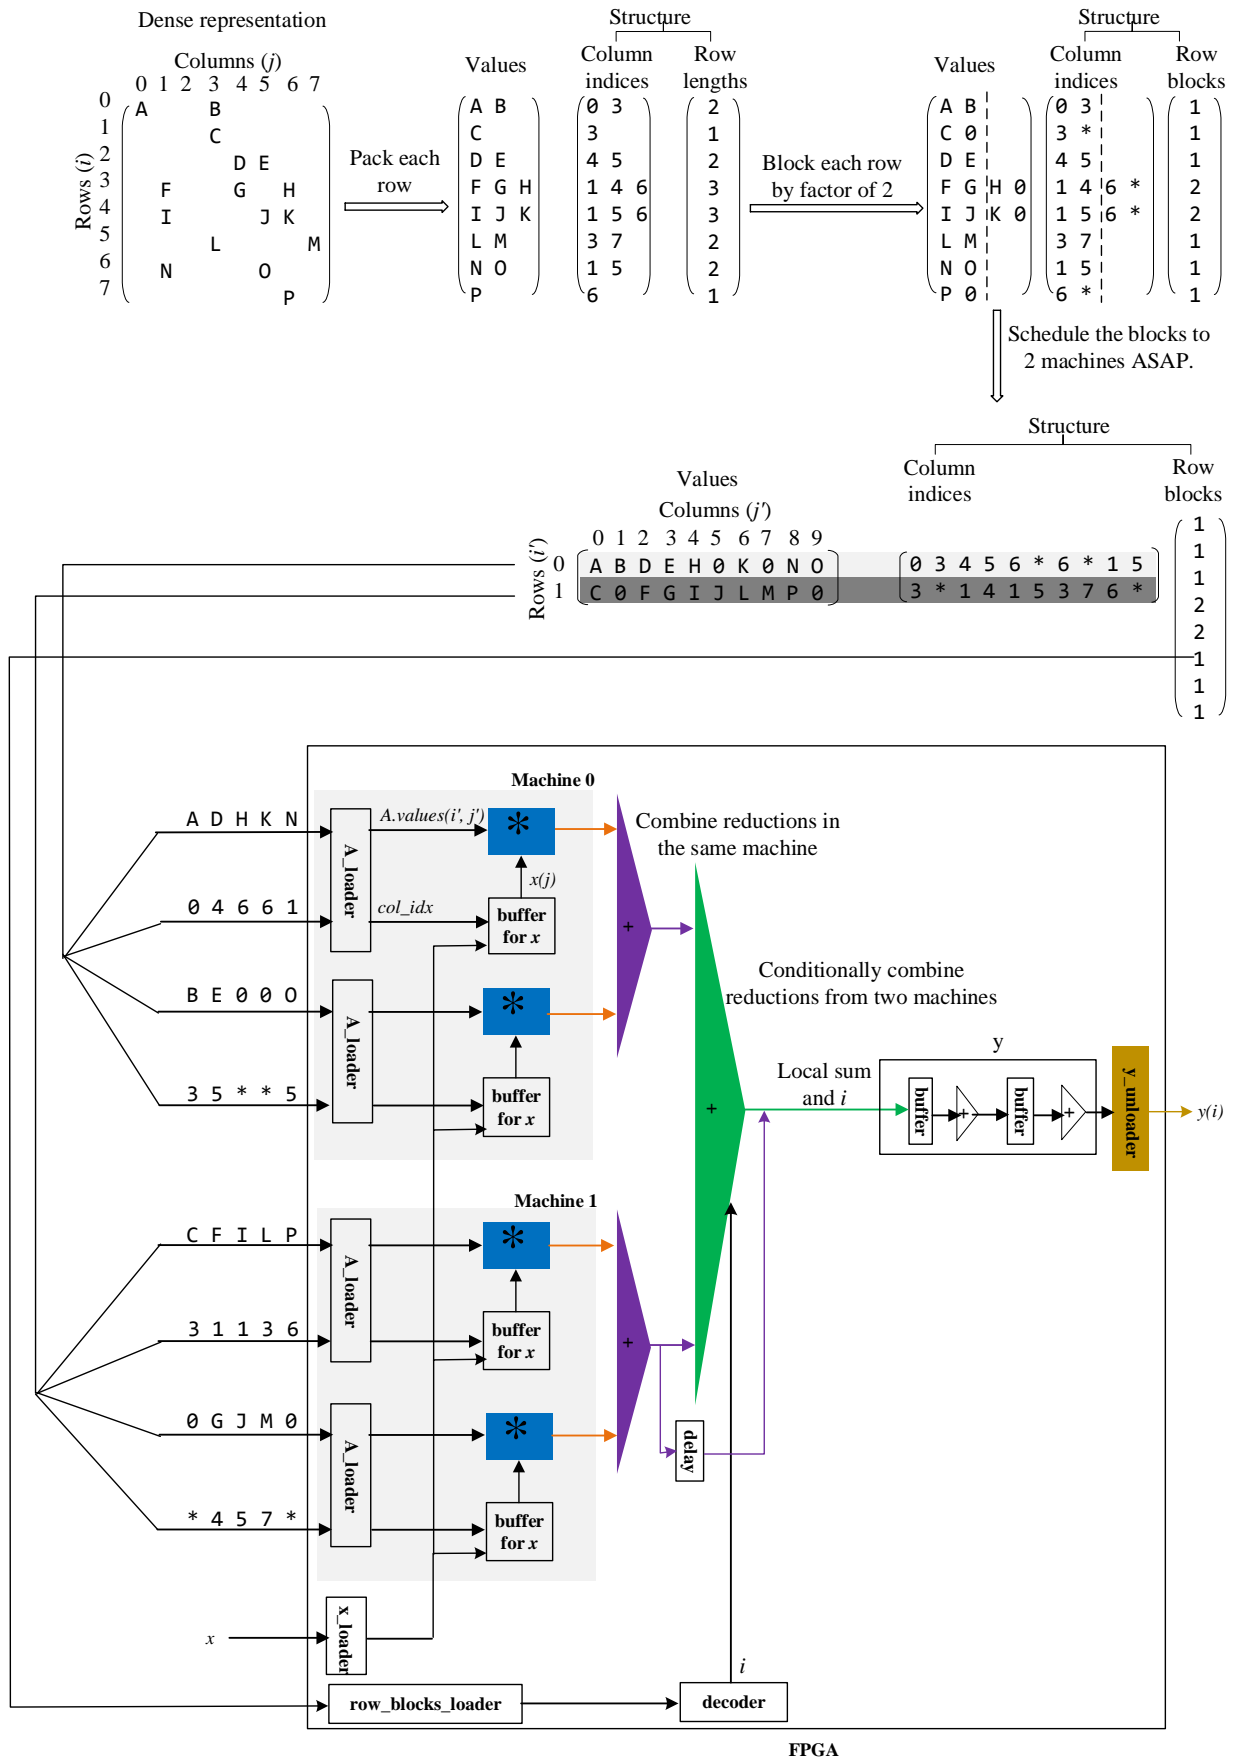 Dense representation
Columns (j)
0 1 2 3 4 5 6 7
Rows (i)
0 A B
1 C
2 D E
3 F G H
4 I J K
5 L M
6 N O
7 P
Pack each
row
Values
A B
C
D E
F G H
I J K
L M
N O
P
Structure
Column
indices
0 3
3
4 5
1 4 6
1 5 6
3 7
1 5
6
Row
lengths
2
1
2
3
3
2
2
1
Block each row
by factor of 2
Values
A B
C 0
D E
F G H 0
I J K 0
L M
N O
P 0
Structure
Column
indices
0 3
3 *
4 5
1 4 6 *
1 5 6 *
3 7
1 5
6 *
Row
blocks
1
1
1
2
2
1
1
1
Schedule the blocks to
2 machines ASAP.
Structure
Values
Columns (j')
0 1 2 3 4 5 6 7 8 9
Rows (i')
0 A B D E H 0 K 0 N O
1 C 0 F G I J L M P 0
Column
indices
0 3 4 5 6 * 6 * 1 5
3 * 1 4 1 5 3 7 6 *
Row
blocks
1
1
1
2
2
1
1
1
Machine 0
A D H K N
A_loader
A.values(i', j')
*
x(j)
0 4 6 6 1
col_idx
buffer
for x
B E 0 0 O
A_loader
*
3 5 * * 5
buffer
for x
+
Combine reductions in
the same machine
Conditionally combine
reductions from two machines
+
Local sum
and i
y
buffer
+
buffer
+
y_unloader
y(i)
Machine 1
C F I L P
A_loader
*
3 1 1 3 6
buffer
for x
0 G J M 0
A_loader
*
* 4 5 7 *
buffer
for x
+
delay
x
x_loader
row_blocks_loader
i
decoder
FPGA